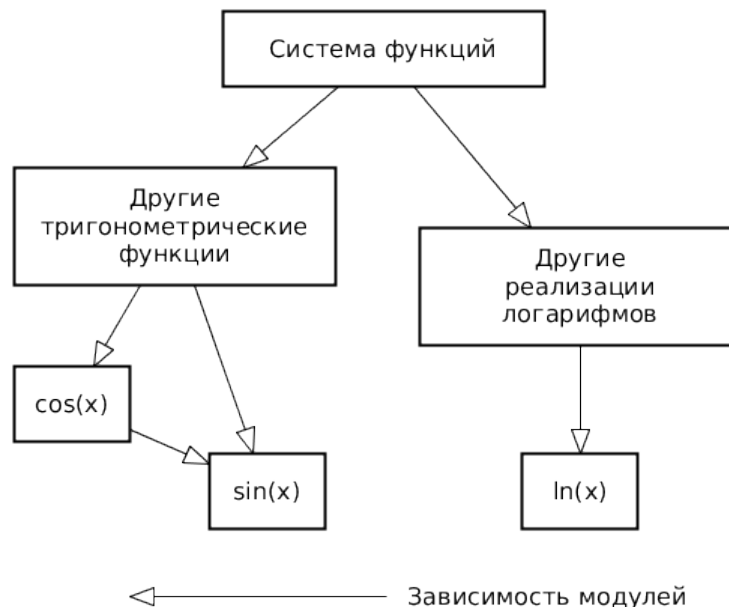 Система функций
Другие
тригонометрические
функции
Другие
реализации
логарифмов
cos(x)
sin(x)
ln(x)
Зависимость модулей